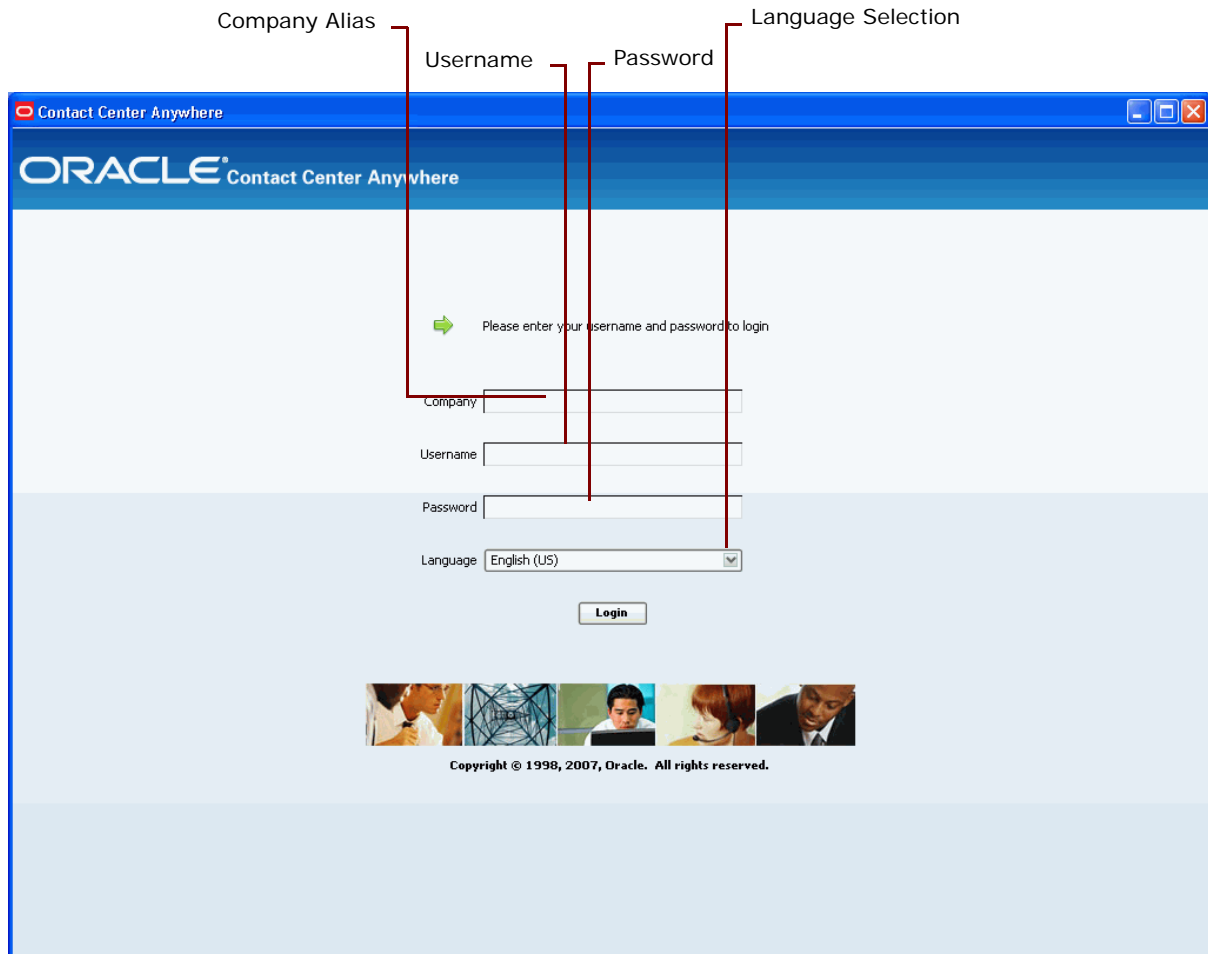 Company Alias
Language Selection
Username
Password
Contact Center Anywhere
ORACLE® Contact Center Anywhere
Please enter your username and password to login
Company
Username
Password
Language English (US)
Login
Copyright © 1998, 2007, Oracle. All rights reserved.